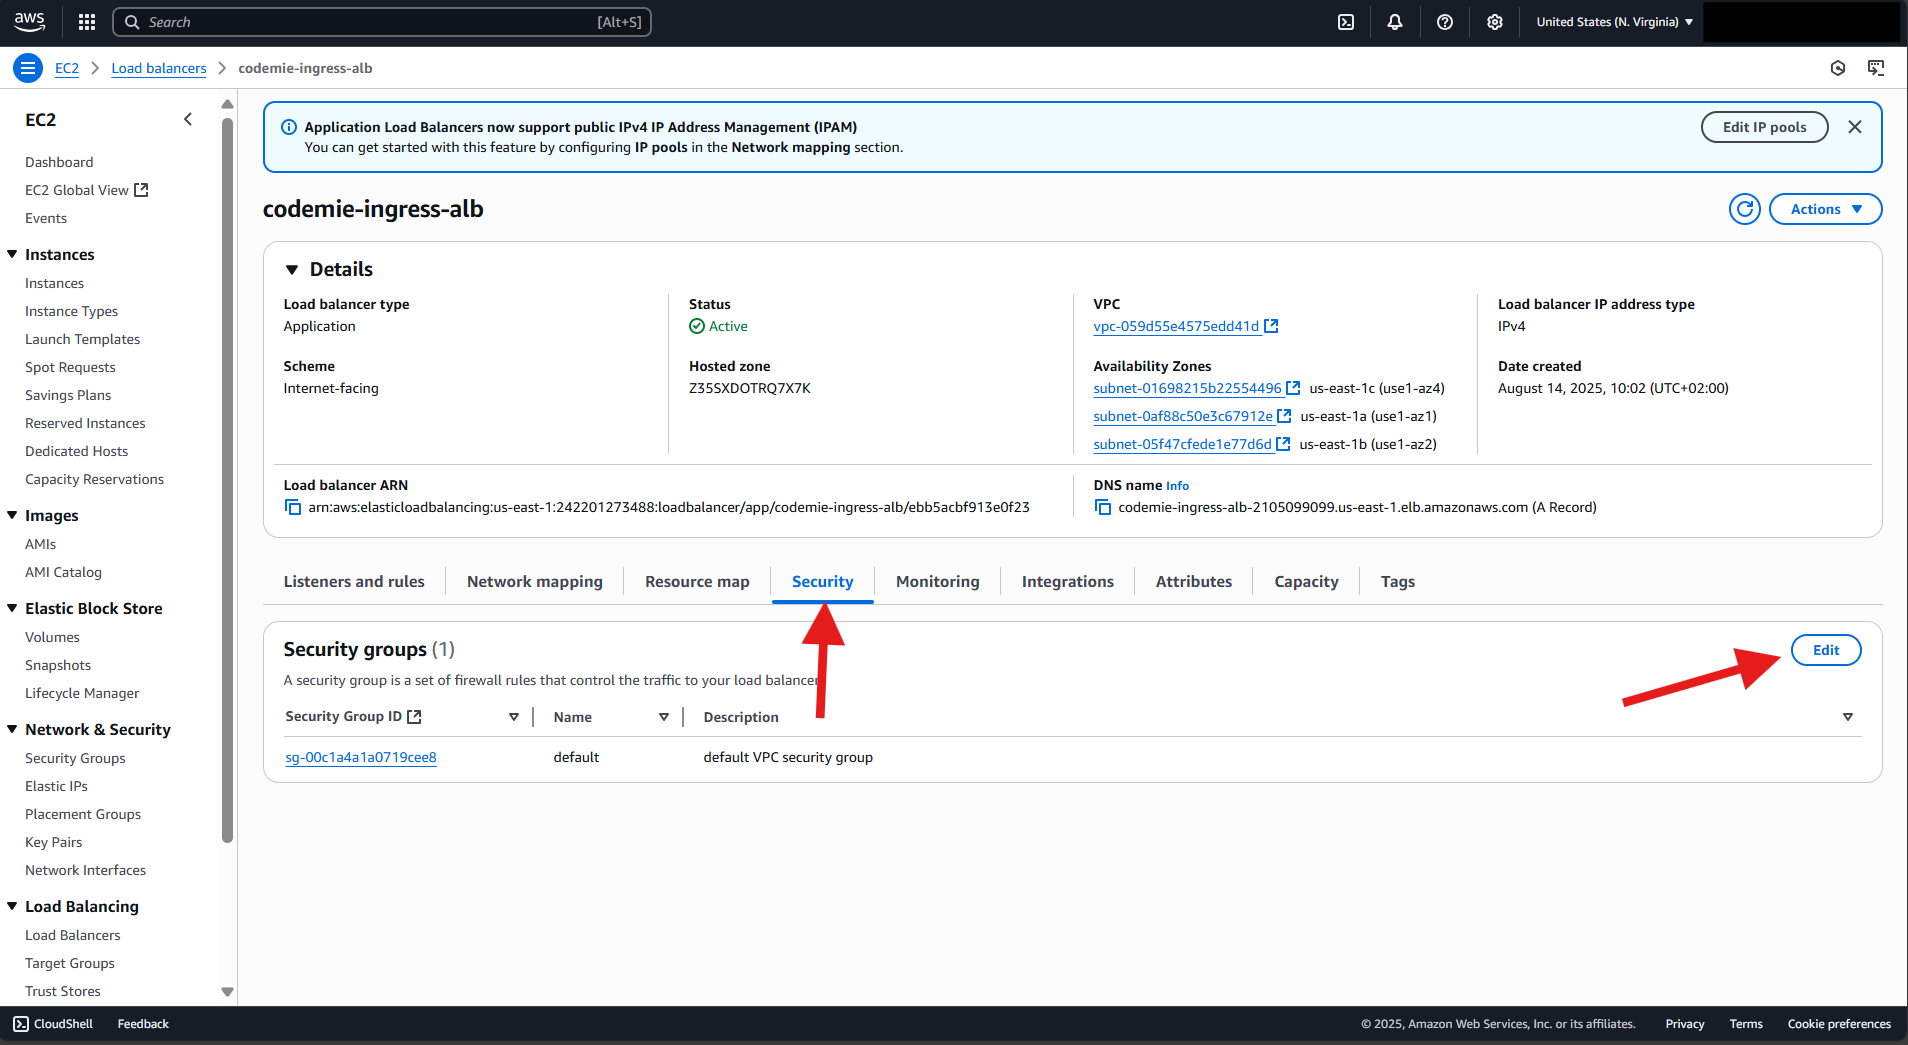 aws
Search
[Alt+S]
United States (N. Virginia)
EC2
Load balancers
codemie-ingress-alb
EC2
Dashboard
EC2 Global View
Events
Instances
Instances
Instance Types
Launch Templates
Spot Requests
Savings Plans
Reserved Instances
Dedicated Hosts
Capacity Reservations
Images
AMIs
AMI Catalog
Elastic Block Store
Volumes
Snapshots
Lifecycle Manager
Network & Security
Security Groups
Elastic IPs
Placement Groups
Key Pairs
Network Interfaces
Load Balancing
Load Balancers
Target Groups
Trust Stores
Application Load Balancers now support public IPv4 IP Address Management (IPAM)
You can get started with this feature by configuring IP pools in the Network mapping section.
Edit IP pools
codemie-ingress-alb
Actions
Details
Load balancer type
Application
Scheme
Internet-facing
Status
Active
Hosted zone
Z35SXDOTRQ7X7K
VPC
vpc-059d55e4575edd41d
Availability Zones
subnet-01698215b22554496 us-east-1c (use1-az4)
subnet-0af88c50e3c67912e us-east-1a (use1-az1)
subnet-05f47cfede1e77d6d us-east-1b (use1-az2)
Load balancer IP address type
IPv4
Date created
August 14, 2025, 10:02 (UTC+02:00)
Load balancer ARN
arn:aws:elasticloadbalancing:us-east-1:242201273488:loadbalancer/app/codemie-ingress-alb/ebb5acbf913e0f23
DNS name Info
codemie-ingress-alb-2105099099.us-east-1.elb.amazonaws.com (A Record)
Listeners and rules
Network mapping
Resource map
Security
Monitoring
Integrations
Attributes
Capacity
Tags
Security groups (1)
Edit
A security group is a set of firewall rules that control the traffic to your load balancer
Security Group ID
Name
Description
sg-00c1a4a1a0719cee8
default
default VPC security group
CloudShell
Feedback
© 2025, Amazon Web Services, Inc. or its affiliates.
Privacy
Terms
Cookie preferences